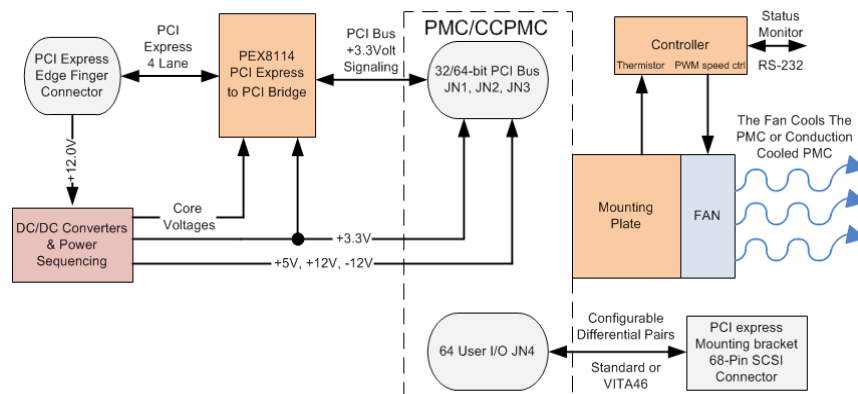 PCI Express
Edge Finger
Connector
PCI
Express
4 Lane
PEX8114
PCI Express
to PCI Bridge
PCI Bus
+3.3Volt
Signaling
PMC/CCPMC
32/64-bit PCI Bus
JN1, JN2, JN3
Controller
Thermistor
PWM speed ctrl
Status
Monitor
RS-232
The Fan Cools The
PMC or Conduction
Cooled PMC
+12.0V
DC/DC Converters
& Power
Sequencing
Core
Voltages
+3.3V
+5V, +12V, -12V
Mounting
Plate
FAN
64 User I/O JN4
Configurable
Differential Pairs
Standard or
VITA46
PCI express
Mounting bracket
68-Pin SCSI
Connector